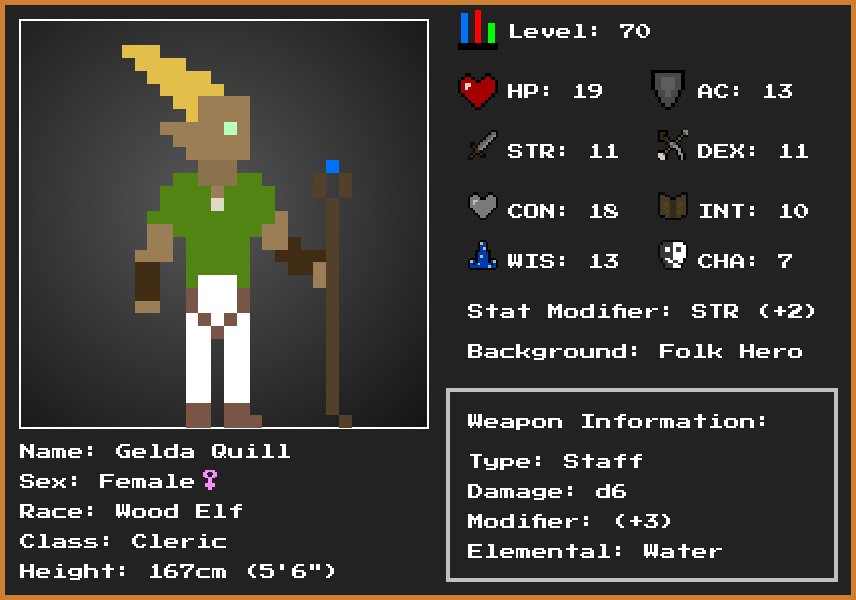 Level: 70
HP: 19 AC: 13
STR: 11 DEX: 11
CON: 18 INT: 10
WIS: 13 CHA: 7
Stat Modifier: STR (+2)
Background: Folk Hero
Weapon Information:
Type: Staff
Damage: d6
Modifier: (+3)
Elemental: Water
Name: Gelda Quill
Sex: Female♀
Race: Wood Elf
Class: Cleric
Height: 167cm (5'6")